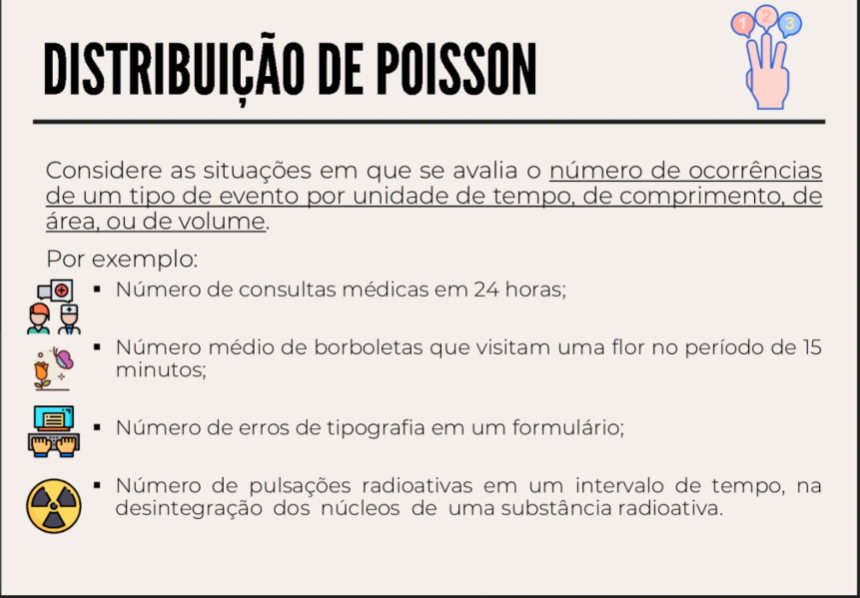 DISTRIBUIÇÃO DE POISSON
1 2 3
Considere as situações em que se avalia o número de ocorrências
de um tipo de evento por unidade de tempo, de comprimento, de
área, ou de volume.
Por exemplo:
▪ Número de consultas médicas em 24 horas;
▪ Número médio de borboletas que visitam uma flor no período de 15
minutos;
▪ Número de erros de tipografia em um formulário;
▪ Número de pulsações radioativas em um intervalo de tempo, na
desintegração dos núcleos de uma substância radioativa.